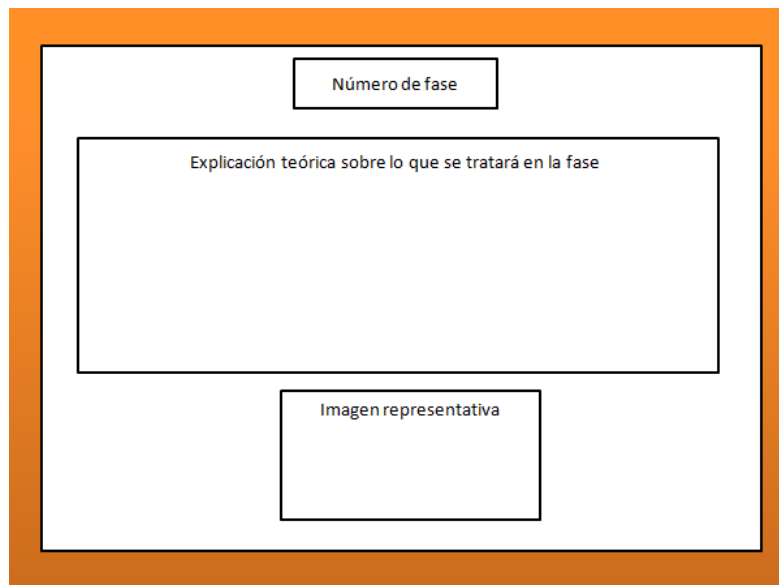 Número de fase
Explicación teórica sobre lo que se tratará en la fase
Imagen representativa